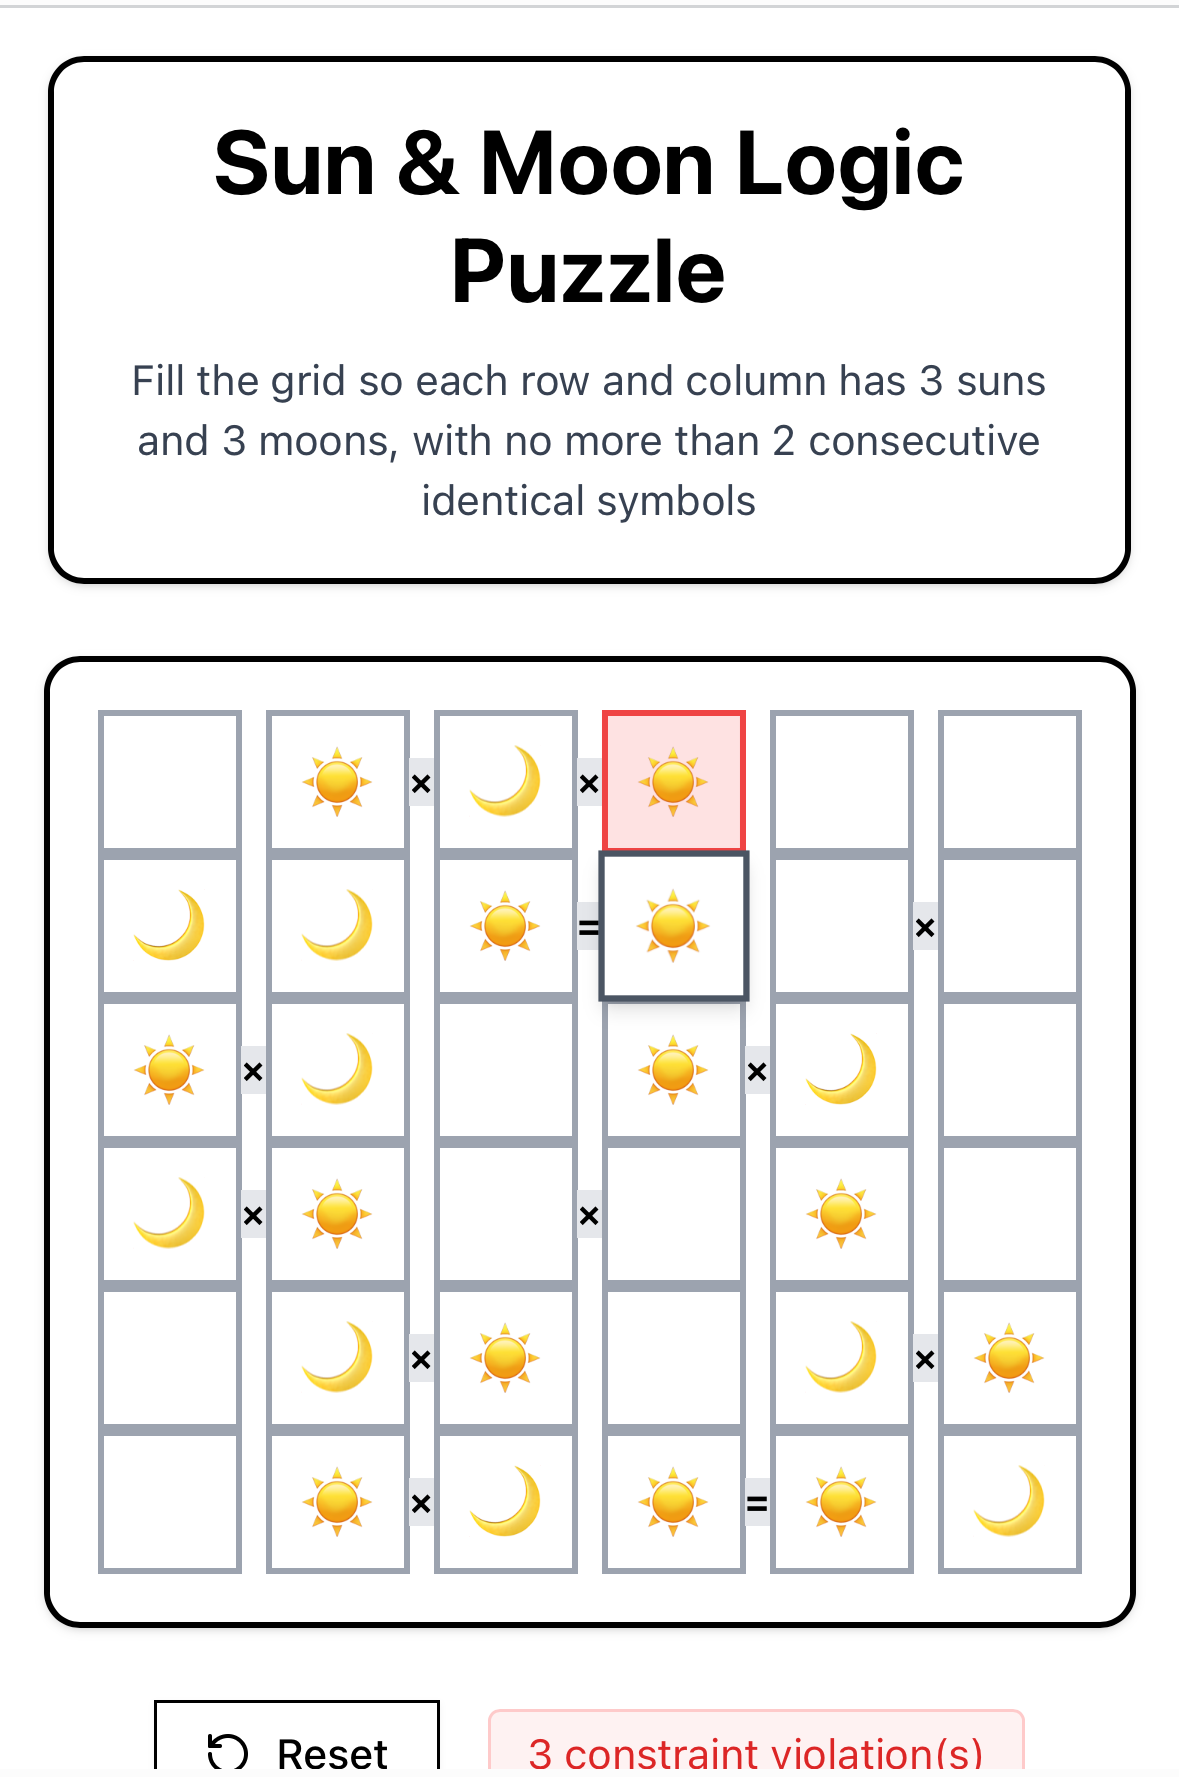 Sun & Moon Logic
Puzzle
Fill the grid so each row and column has 3 suns
and 3 moons, with no more than 2 consecutive
identical symbols
× ×
= ×
× ×
× ×
× ×
× =
Reset
3 constraint violation(s)